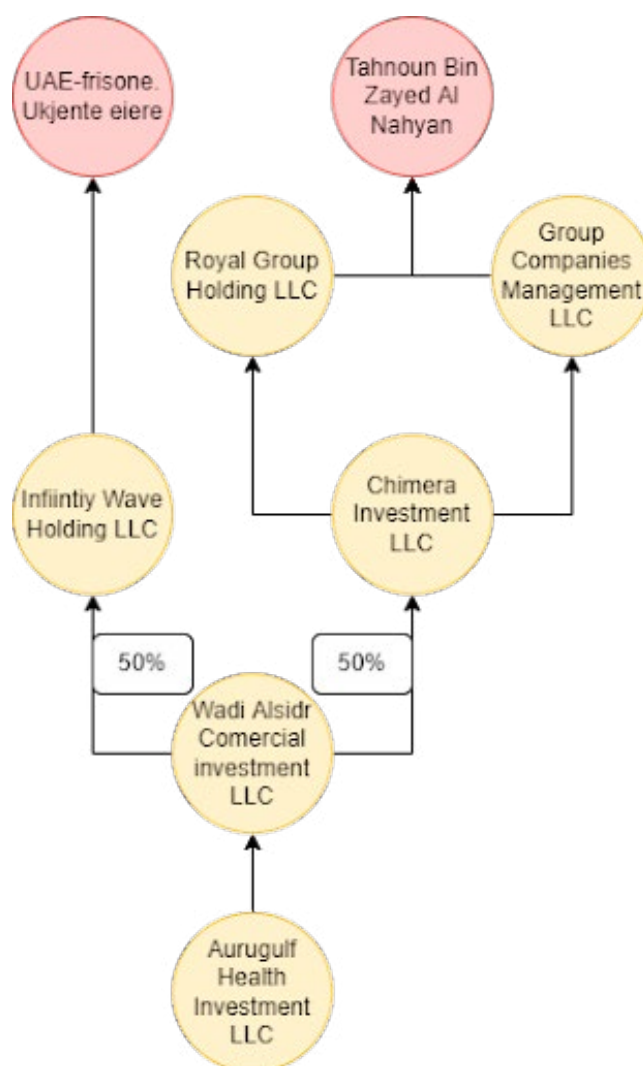 UAE-frisone.
Ukjente eiere
Tahnoun Bin
Zayed Al
Nahyan
Royal Group
Holding LLC
Group
Companies
Management
LLC
Infiintiy Wave
Holding LLC
Chimera
Investment
LLC
50%
50%
Wadi Alsidr
Comercial
investment
LLC
Aurugulf
Health
Investment
LLC